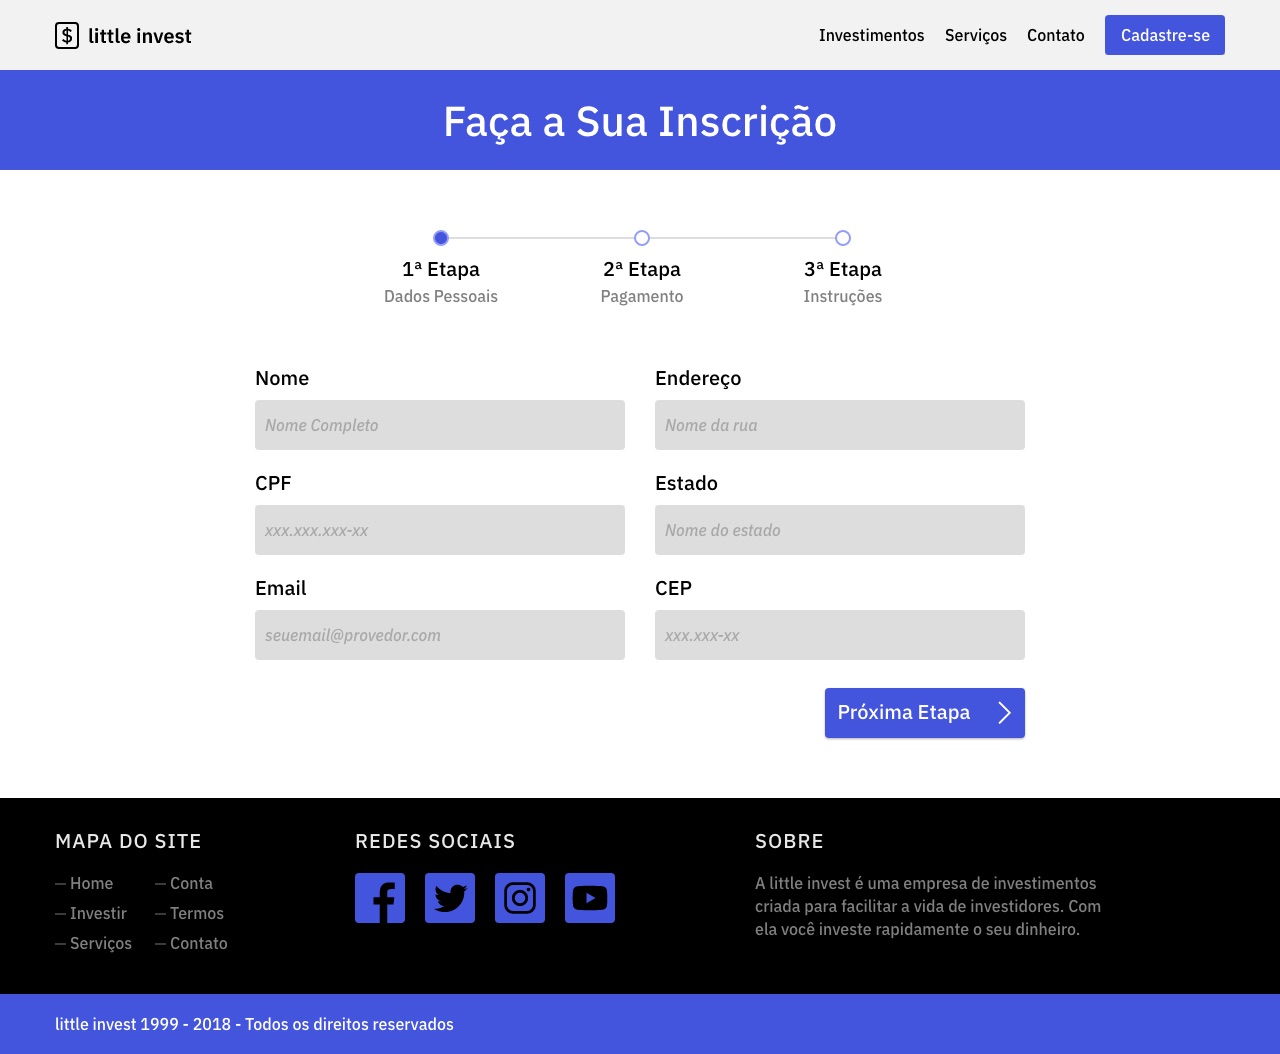 $ little invest
Investimentos Serviços Contato Cadastre-se
Faça a Sua Inscrição
1ª Etapa 2ª Etapa 3ª Etapa
Dados Pessoais Pagamento Instruções
Nome Endereço
Nome Completo Nome da rua
CPF Estado
xxx.xxx.xxx-xx Nome do estado
Email CEP
seuemail@provedor.com xxx.xxx-xx
Próxima Etapa
MAPA DO SITE
— Home — Conta
— Investir — Termos
— Serviços — Contato
REDES SOCIAIS
SOBRE
A little invest é uma empresa de investimentos
criada para facilitar a vida de investidores. Com
ela você investe rapidamente o seu dinheiro.
little invest 1999 - 2018 - Todos os direitos reservados